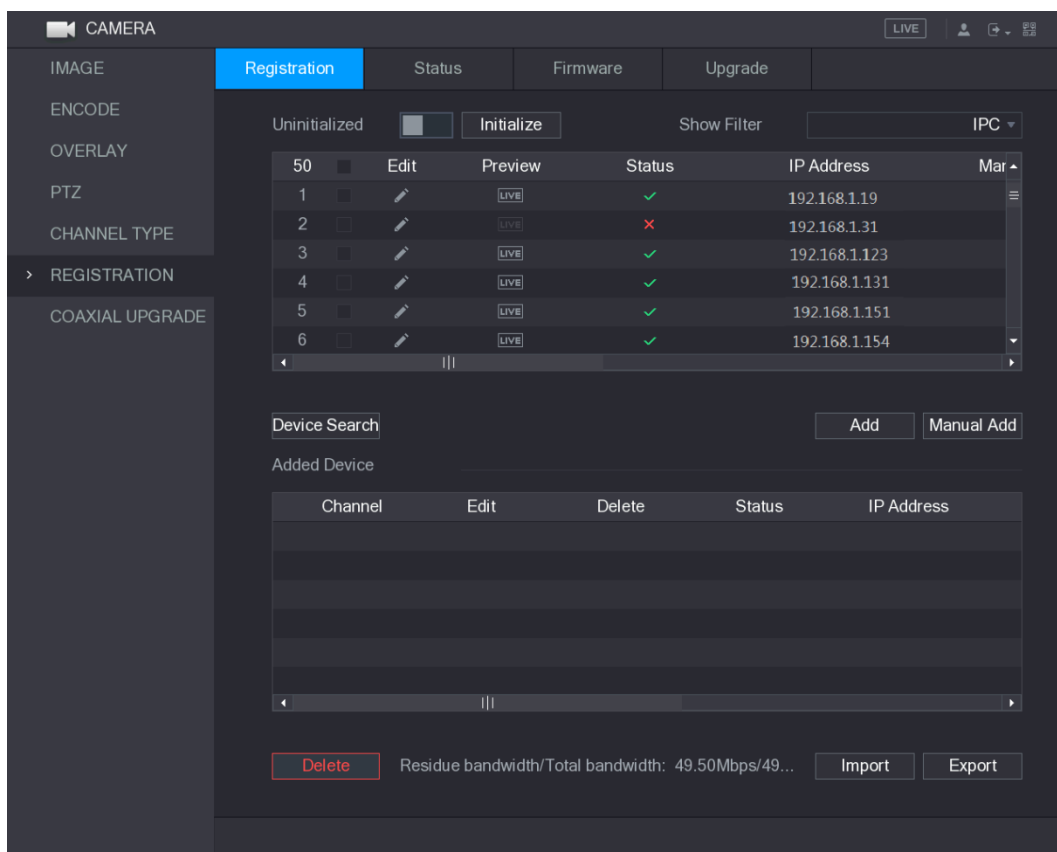 CAMERA LIVE
IMAGE Registration Status Firmware Upgrade
ENCODE
Uninitialized Initialize Show Filter IPC
OVERLAY
50 Edit Preview Status IP Address Mar
PTZ
1 LIVE 192.168.1.19
2 LIVE 192.168.1.31
CHANNEL TYPE
3 LIVE 192.168.1.123
REGISTRATION
4 LIVE 192.168.1.131
COAXIAL UPGRADE
5 LIVE 192.168.1.151
6 LIVE 192.168.1.154
Device Search Add Manual Add
Added Device
Channel Edit Delete Status IP Address
Delete Residue bandwidth/Total bandwidth: 49.50Mbps/49... Import Export